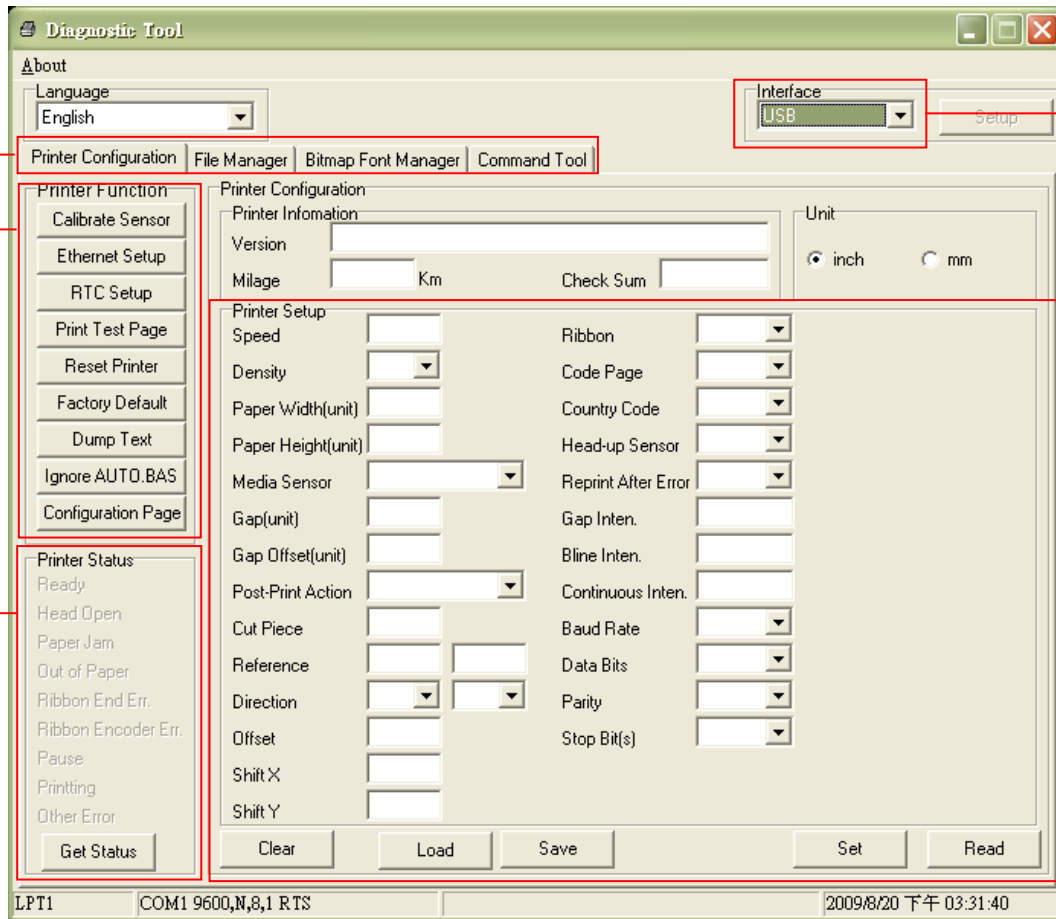 Diagnostic Tool
About
Language
English
Interface
USB
Setup
Printer Configuration File Manager Bitmap Font Manager Command Tool
Printer Function
Calibrate Sensor
Ethernet Setup
RTC Setup
Print Test Page
Reset Printer
Factory Default
Dump Text
Ignore AUTO.BAS
Configuration Page
Printer Status
Ready
Head Open
Paper Jam
Out of Paper
Ribbon End Err.
Ribbon Encoder Err.
Pause
Printting
Other Error
Get Status
Printer Configuration
Printer Infomation
Version
Milage Km Check Sum
Unit
inch mm
Printer Setup
Speed Ribbon
Density Code Page
Paper Width(unit) Country Code
Paper Height(unit) Head-up Sensor
Media Sensor Reprint After Error
Gap(unit) Gap Inten.
Gap Offset(unit) Bline Inten.
Post-Print Action Continuous Inten.
Cut Piece Baud Rate
Reference Data Bits
Direction Parity
Offset Stop Bit(s)
Shift X
Shift Y
Clear Load Save Set Read
LPT1 COM1 9600,N,8,1 RTS 2009/8/20 下午 03:31:40